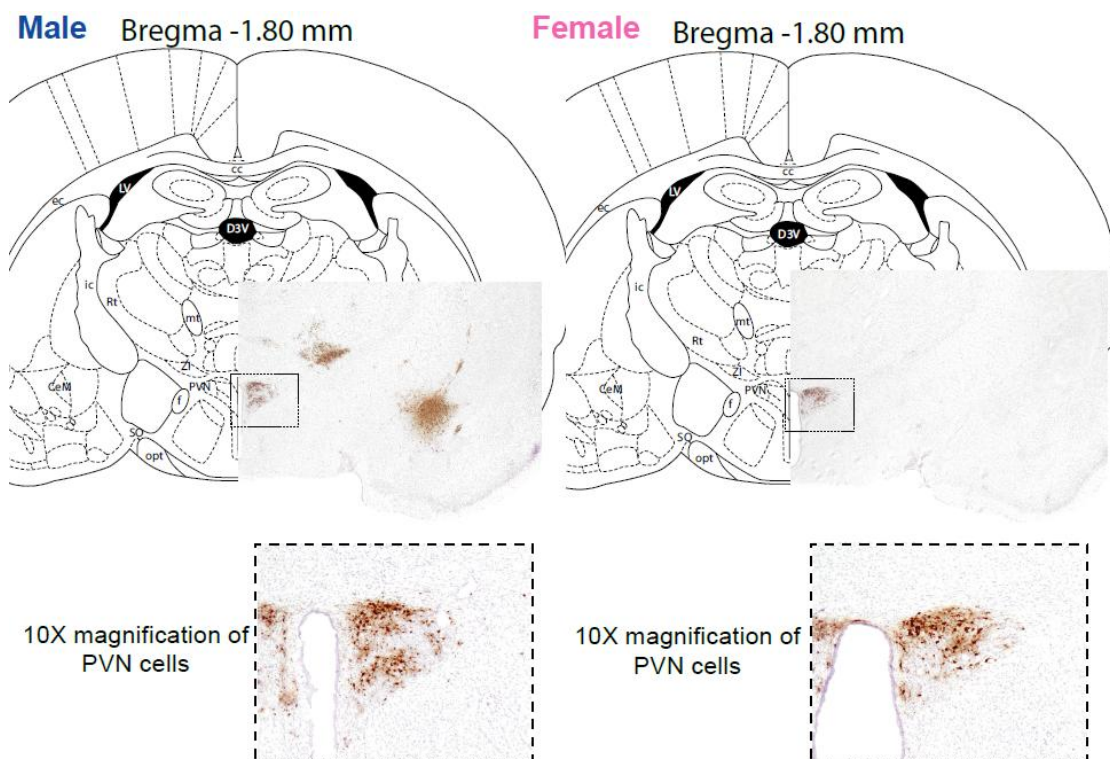 Male Bregma -1.80 mm
Female Bregma -1.80 mm
cc
LV
ec
D3V
ic
Rt
mt
ZI
CeM
PVN
f
SO
opt
cc
LV
ec
D3V
ic
mt
Rt
ZI
CeM
PVN
f
SO
opt
10X magnification of
PVN cells
10X magnification of
PVN cells